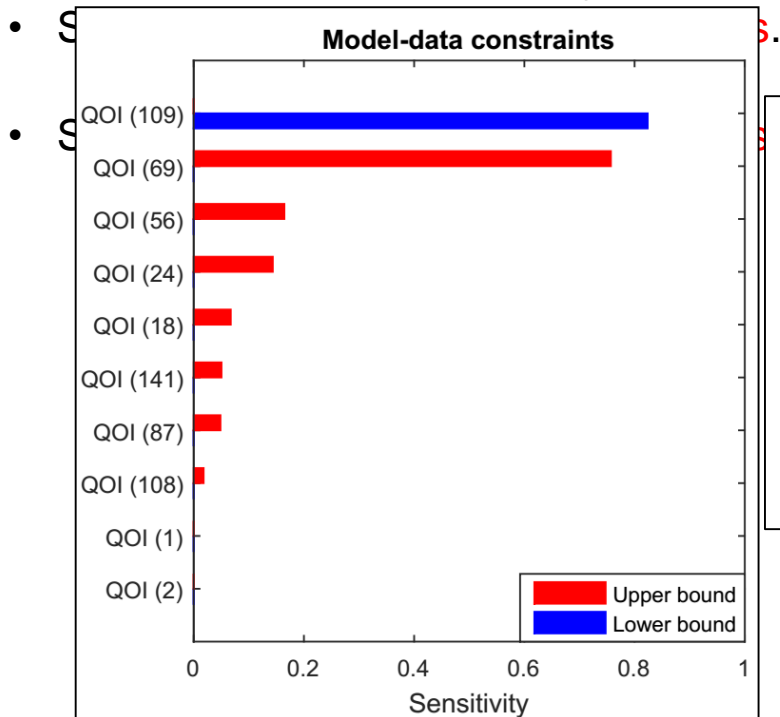 Model-data constraints
QOI (109)
QOI (69)
QOI (56)
QOI (24)
QOI (18)
QOI (141)
QOI (87)
QOI (108)
QOI (1)
QOI (2)
Upper bound
Lower bound
0 0.2 0.4 0.6 0.8 1
Sensitivity